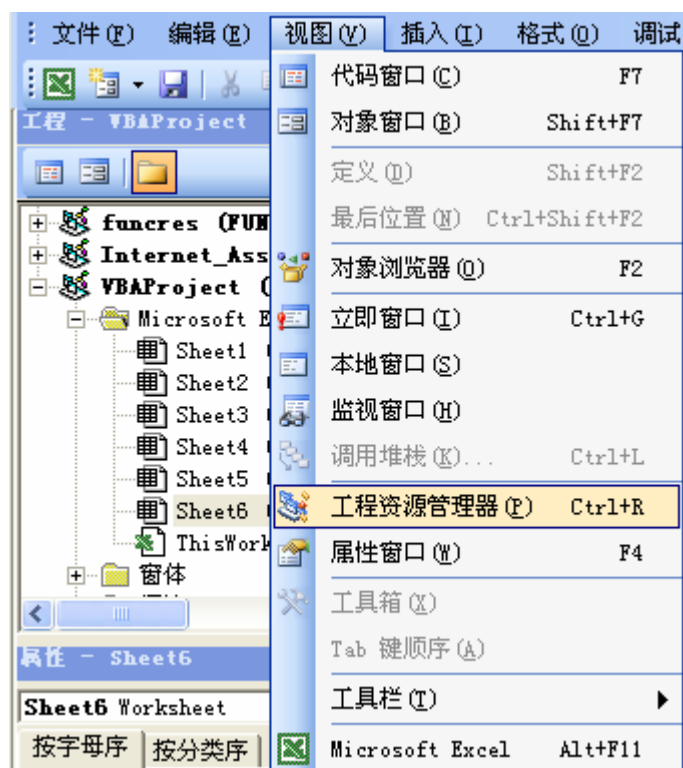 文件(F) 编辑(E) 视图(V) 插入(I) 格式(O) 调试
工程 - VBAProject
funcres (FUN
Internet_Ass
VBAProject (
Microsoft E
Sheet1
Sheet2
Sheet3
Sheet4
Sheet5
Sheet6
ThisWork
窗体
属性 - Sheet6
Sheet6 Worksheet
按字母序 按分类序
代码窗口(C) F7
对象窗口(B) Shift+F7
定义(D) Shift+F2
最后位置(N) Ctrl+Shift+F2
对象浏览器(O) F2
立即窗口(I) Ctrl+G
本地窗口(S)
监视窗口(H)
调用堆栈(K)... Ctrl+L
工程资源管理器(P) Ctrl+R
属性窗口(W) F4
工具箱(X)
Tab 键顺序(A)
工具栏(T)
Microsoft Excel Alt+F11